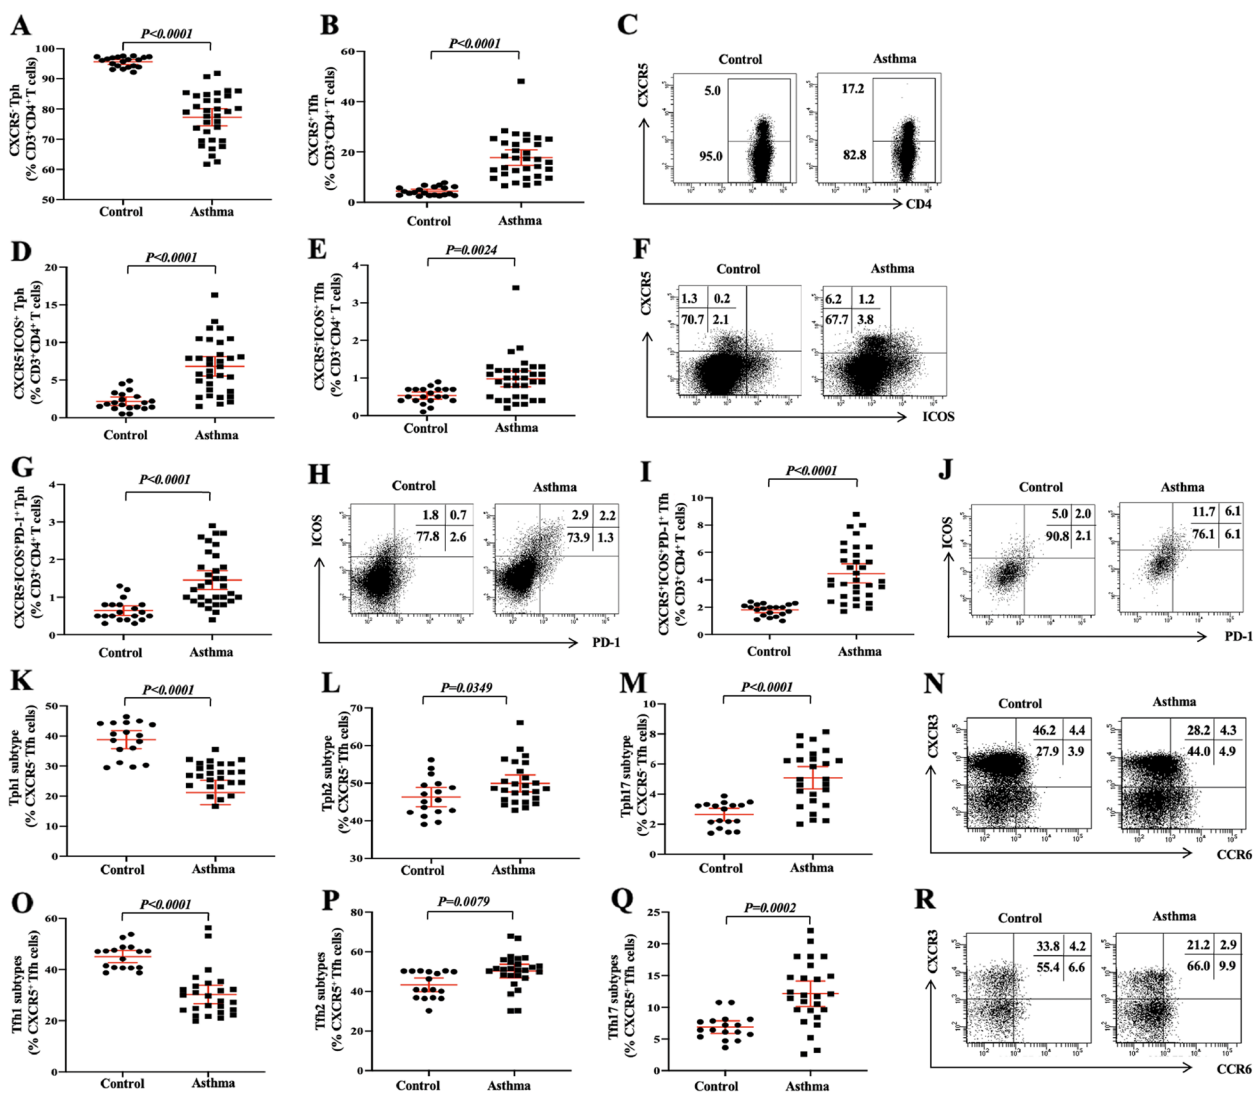 A
P<0.0001
CXCR5⁻Tph
(% CD3⁺CD4⁺ T cells)
100
90
80
70
60
50
Control
Asthma
B
P<0.0001
CXCR5⁺ Tfh
(% CD3⁺CD4⁺ T cells)
60
40
20
0
Control
Asthma
C
Control
Asthma
CXCR5
5.0
95.0
17.2
82.8
CD4
D
P<0.0001
CXCR5⁻ICOS⁺ Tph
(% CD3⁺CD4⁺ T cells)
20
15
10
5
0
Control
Asthma
E
P=0.0024
CXCR5⁺ICOS⁺ Tfh
(% CD3⁺CD4⁺ T cells)
4
3
2
1
0
Control
Asthma
F
Control
Asthma
CXCR5
1.3 0.2
70.7 2.1
6.2 1.2
67.7 3.8
ICOS
G
P<0.0001
CXCR5⁻ICOS⁺PD-1⁺ Tph
(% CD3⁺CD4⁺ T cells)
4
3
2
1
0
Control
Asthma
H
Control
Asthma
ICOS
1.8 0.7
77.8 2.6
2.9 2.2
73.9 1.3
PD-1
I
P<0.0001
CXCR5⁺ICOS⁺PD-1⁺ Tfh
(% CD3⁺CD4⁺ T cells)
10
8
6
4
2
0
Control
Asthma
J
Control
Asthma
ICOS
5.0 2.0
90.8 2.1
11.7 6.1
76.1 6.1
PD-1
K
P<0.0001
Tph1 subtype
(% CXCR5⁻ Tfh cells)
50
40
30
20
10
0
Control
Asthma
L
P=0.0349
Tph2 subtype
(% CXCR5⁻ Tfh cells)
70
60
50
40
30
Control
Asthma
M
P<0.0001
Tph17 subtype
(% CXCR5⁻ Tfh cells)
10
8
6
4
2
0
Control
Asthma
N
Control
Asthma
CXCR3
46.2 4.4
27.9 3.9
28.2 4.3
44.0 4.9
CCR6
O
P<0.0001
Tfh1 subtypes
(% CXCR5⁺ Tfh cells)
60
40
20
0
Control
Asthma
P
P=0.0079
Tfh2 subtypes
(% CXCR5⁺ Tfh cells)
80
60
40
20
0
Control
Asthma
Q
P=0.0002
Tfh17 subtypes
(% CXCR5⁺ Tfh cells)
25
20
15
10
5
0
Control
Asthma
R
Control
Asthma
CXCR3
33.8 4.2
55.4 6.6
21.2 2.9
66.0 9.9
CCR6